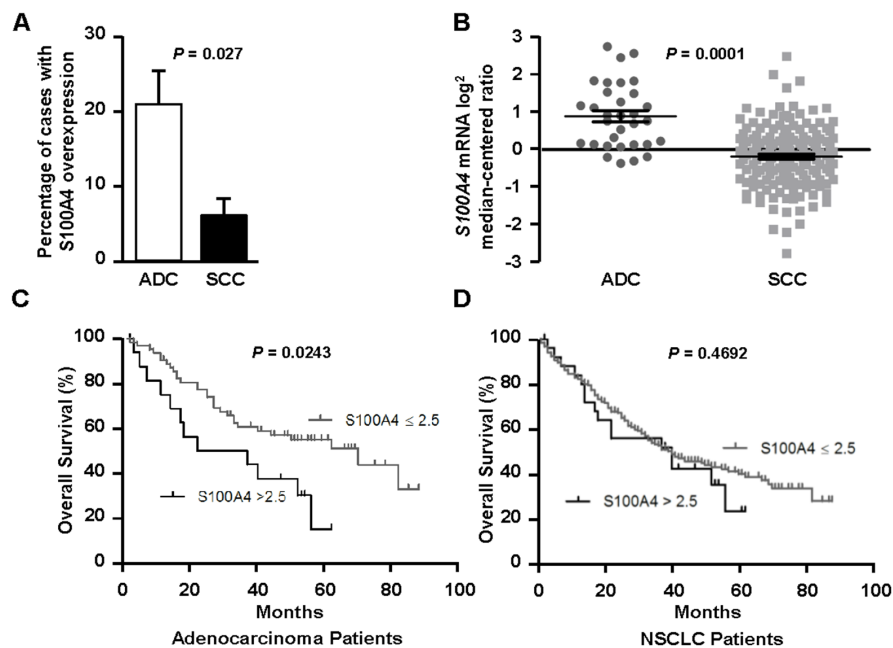 A
Percentage of cases with
S100A4 overexpression
30
20
10
0
P = 0.027
ADC
SCC
B
S100A4 mRNA log2
median-centered ratio
3
2
1
0
-1
-2
-3
P = 0.0001
ADC
SCC
C
Overall Survival (%)
100
80
60
40
20
0
P = 0.0243
S100A4 ≤ 2.5
S100A4 >2.5
0 20 40 60 80 100
Months
Adenocarcinoma Patients
D
Overall Survival (%)
100
80
60
40
20
0
P = 0.4692
S100A4 ≤ 2.5
S100A4 > 2.5
0 20 40 60 80 100
Months
NSCLC Patients